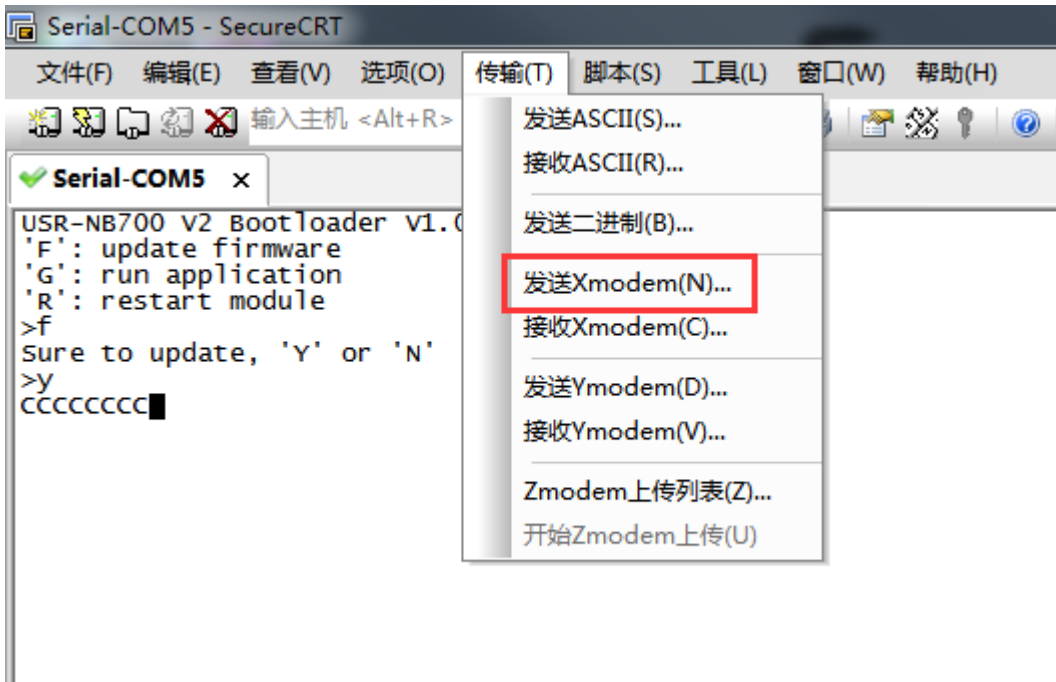 Serial-COM5 - SecureCRT
文件(F) 编辑(E) 查看(V) 选项(O) 传输(T) 脚本(S) 工具(L) 窗口(W) 帮助(H)
输入主机 <Alt+R>
Serial-COM5 ×
发送ASCII(S)...
接收ASCII(R)...
发送二进制(B)...
发送Xmodem(N)...
接收Xmodem(C)...
发送Ymodem(D)...
接收Ymodem(V)...
Zmodem上传列表(Z)...
开始Zmodem上传(U)
USR-NB700 V2 Bootloader V1.0
'F': update firmware
'G': run application
'R': restart module
>f
Sure to update, 'Y' or 'N'
>y
CCCCCCCCC